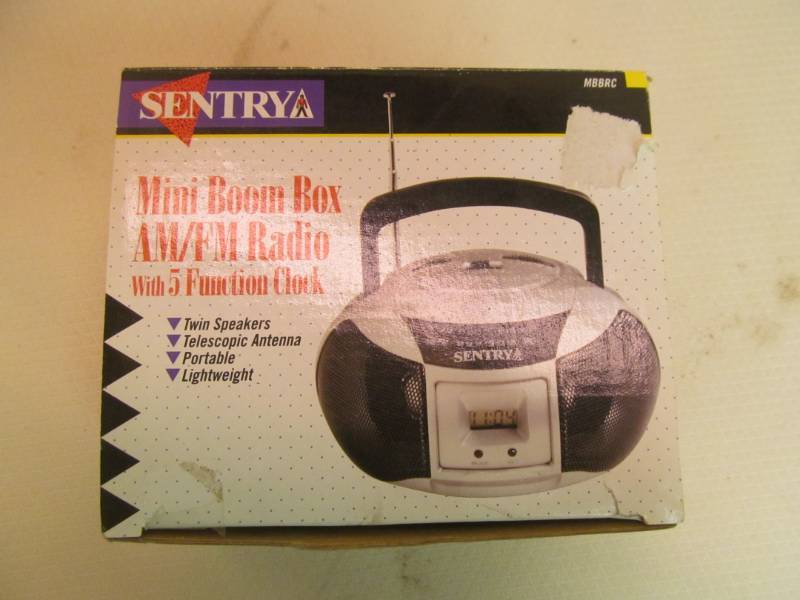 SENTRY
MBBRC
Mini Boom Box
AM/FM Radio
With 5 Function Clock
Twin Speakers
Telescopic Antenna
Portable
Lightweight
SENTRY
11:04